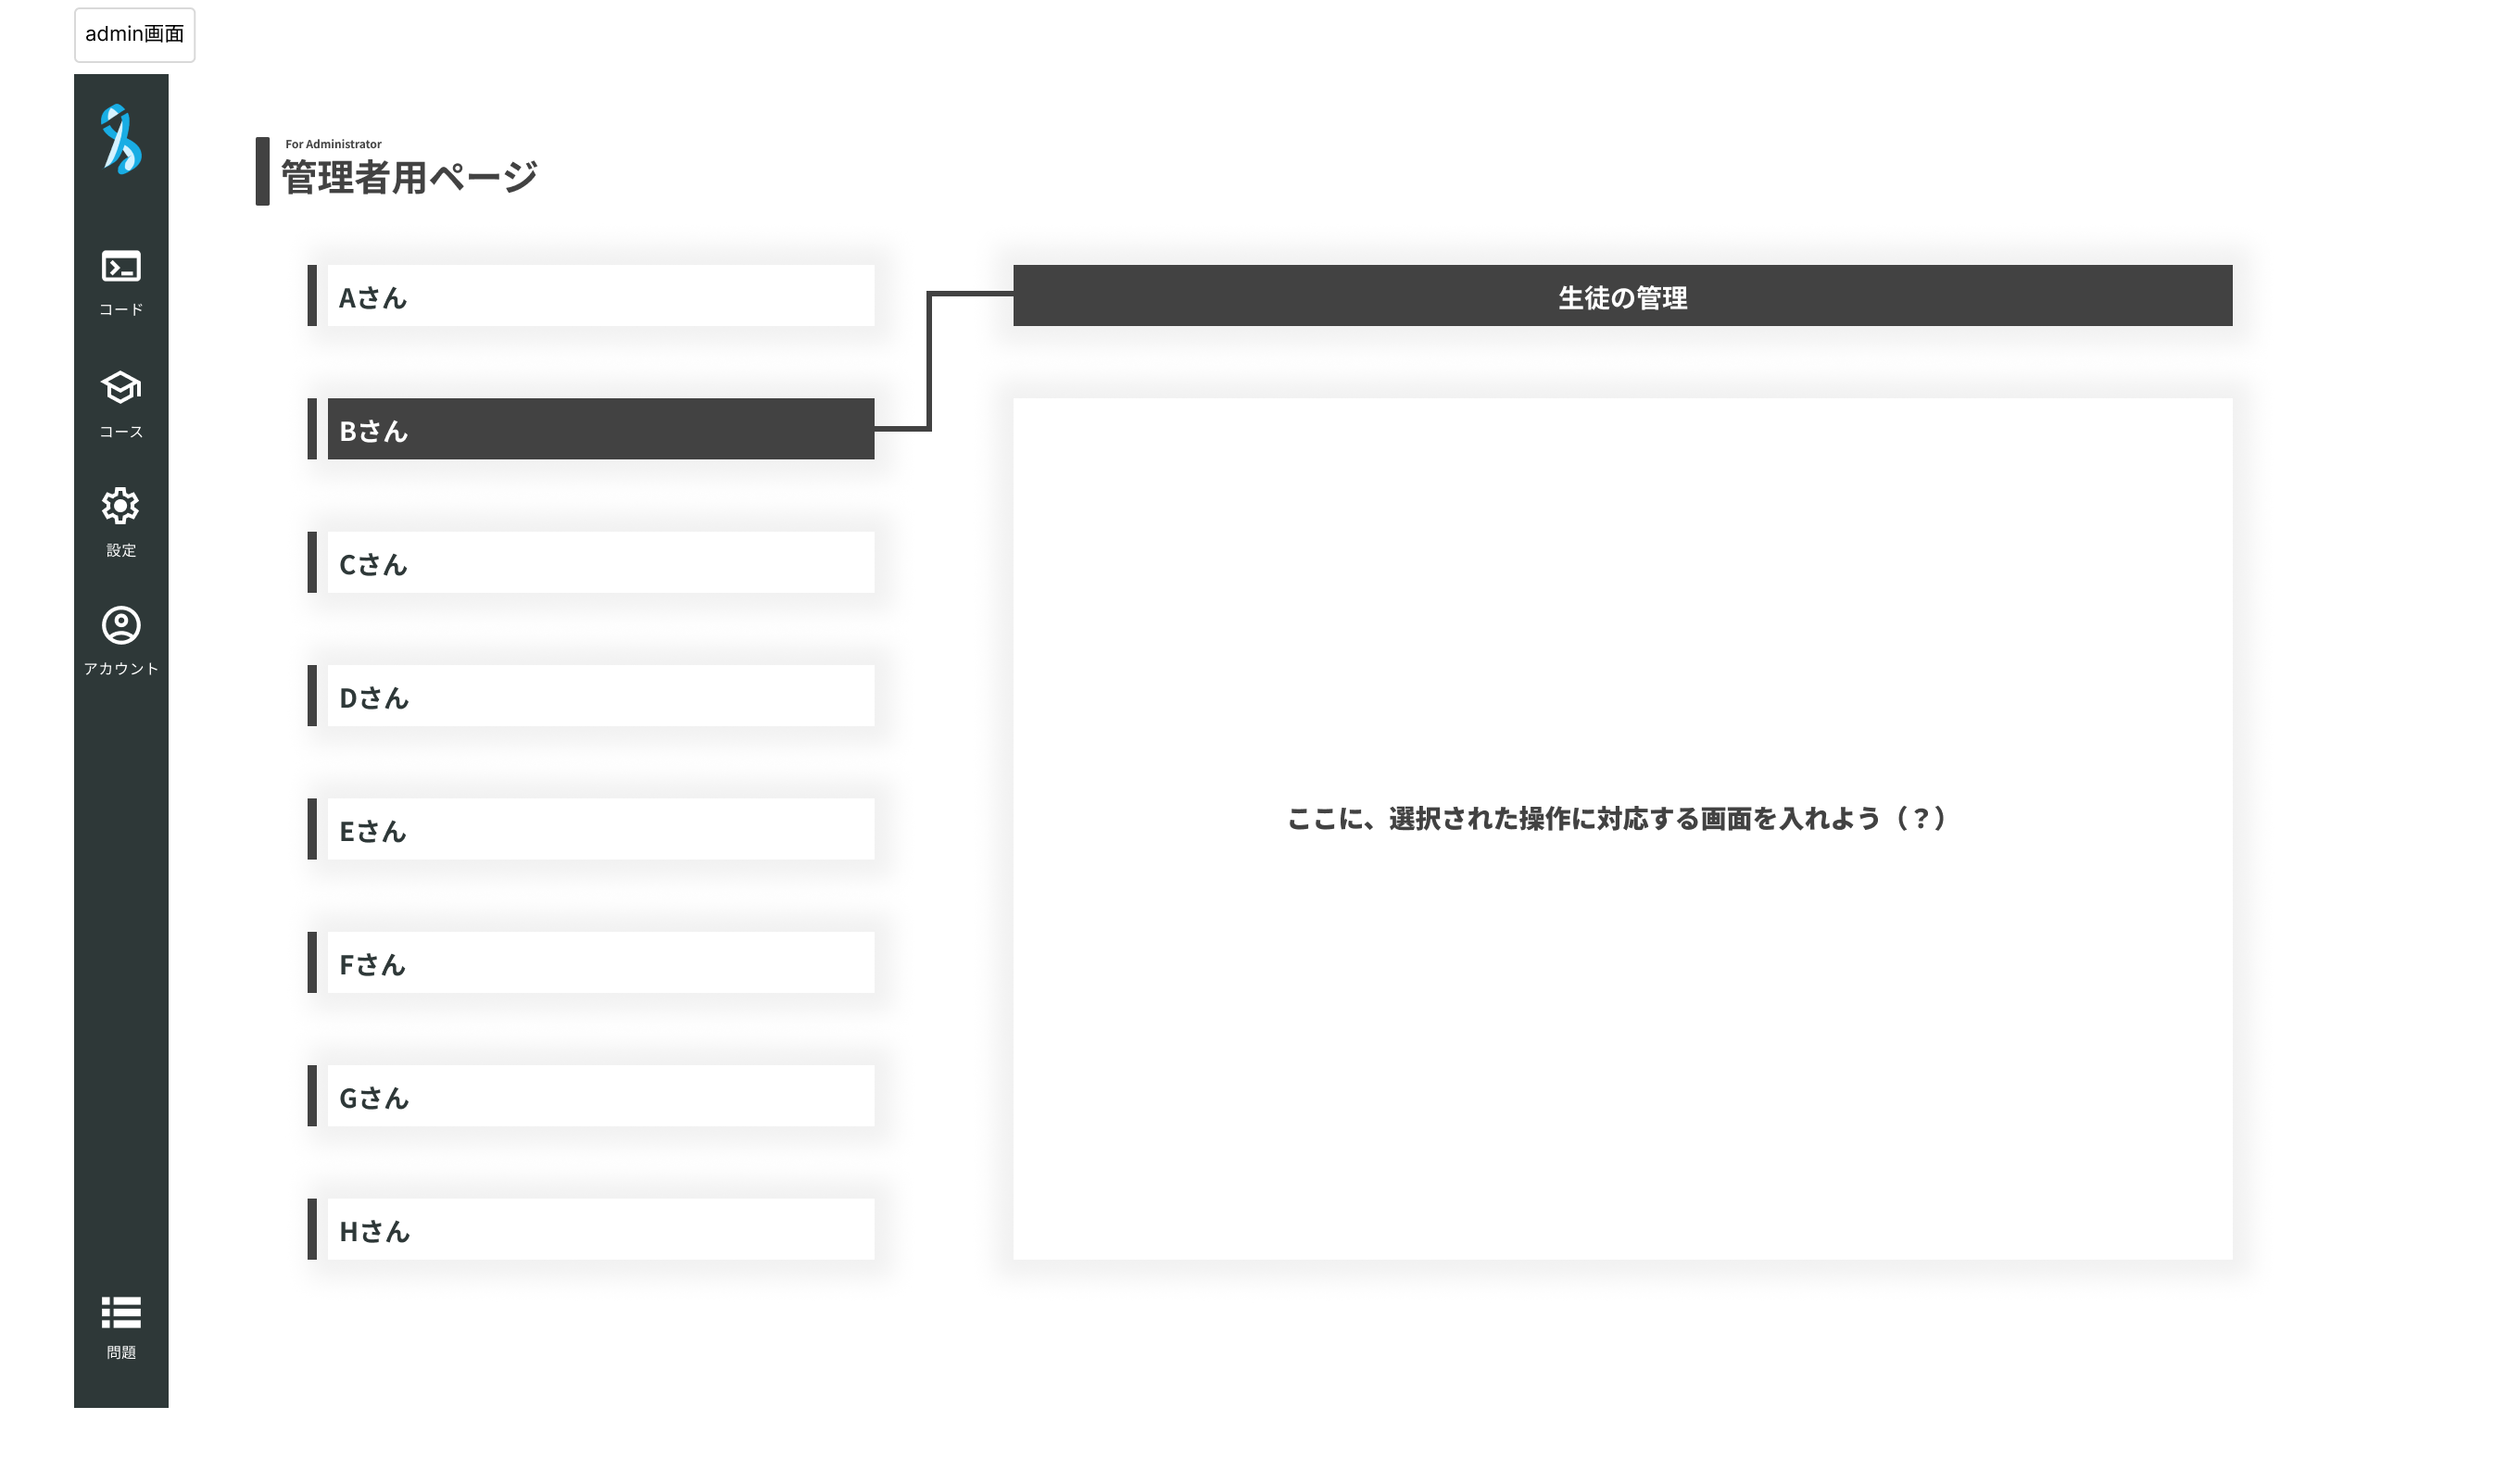 admin画面
コード
コース
設定
アカウント
問題
For Administrator
管理者用ページ
Aさん
Bさん
Cさん
Dさん
Eさん
Fさん
Gさん
Hさん
生徒の管理
ここに、選択された操作に対応する画面を入れよう（？）